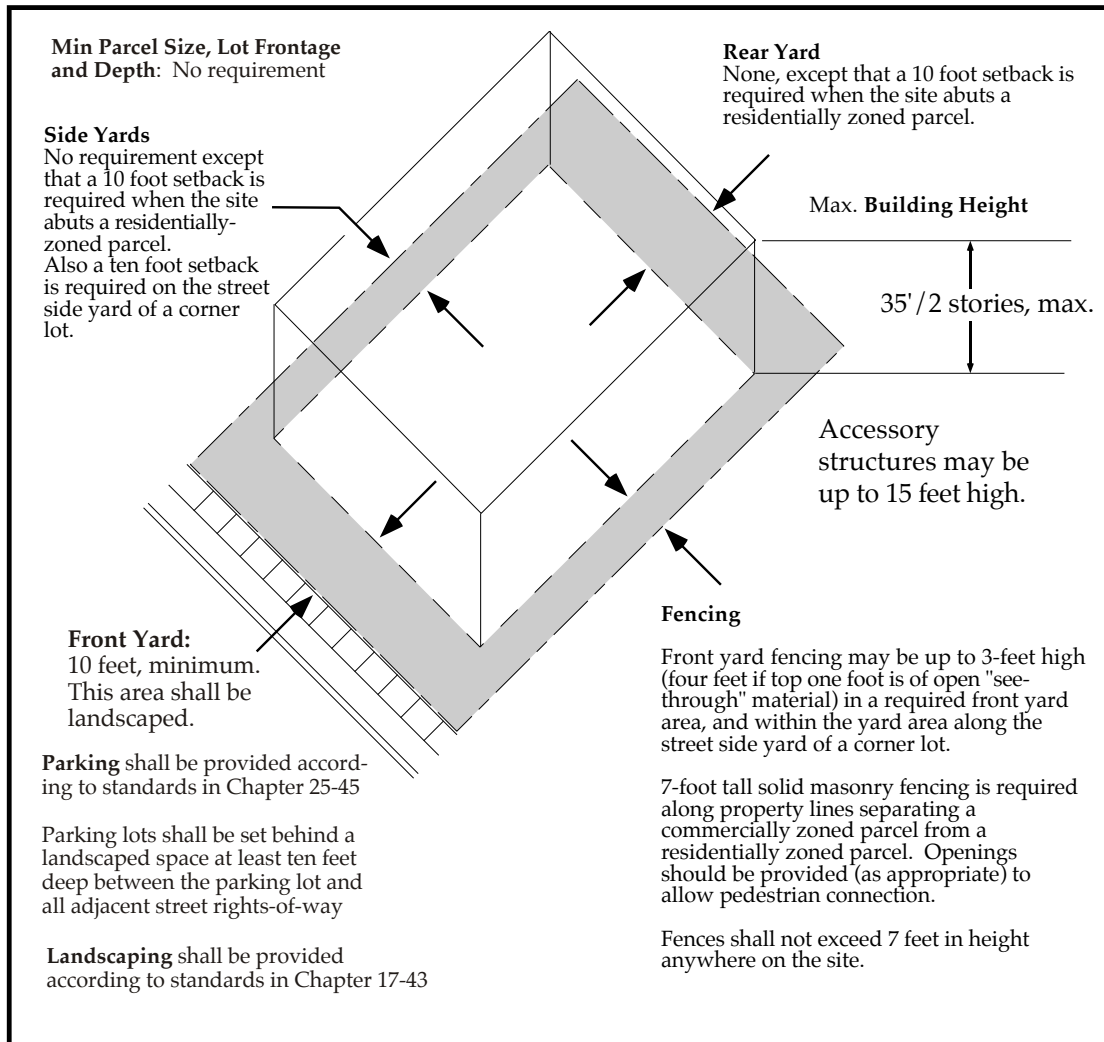 Min Parcel Size, Lot Frontage
and Depth:  No requirement
Rear Yard
None, except that a 10 foot setback is
required when the site abuts a
residentially zoned parcel.
Side Yards
No requirement except
that a 10 foot setback is
required when the site
abuts a residentially-
zoned parcel.
Also a ten foot setback
is required on the street
side yard of a corner
lot.
Max. Building Height
35'/2 stories, max.
Accessory
structures may be
up to 15 feet high.
Front Yard:
10 feet, minimum.
This area shall be
landscaped.
Parking shall be provided accord-
ing to standards in Chapter 25-45
Parking lots shall be set behind a
landscaped space at least ten feet
deep between the parking lot and
all adjacent street rights-of-way
Landscaping shall be provided
according to standards in Chapter 17-43
Fencing
Front yard fencing may be up to 3-feet high
(four feet if top one foot is of open "see-
through" material) in a required front yard
area, and within the yard area along the
street side yard of a corner lot.
7-foot tall solid masonry fencing is required
along property lines separating a
commercially zoned parcel from a
residentially zoned parcel.  Openings
should be provided (as appropriate) to
allow pedestrian connection.
Fences shall not exceed 7 feet in height
anywhere on the site.